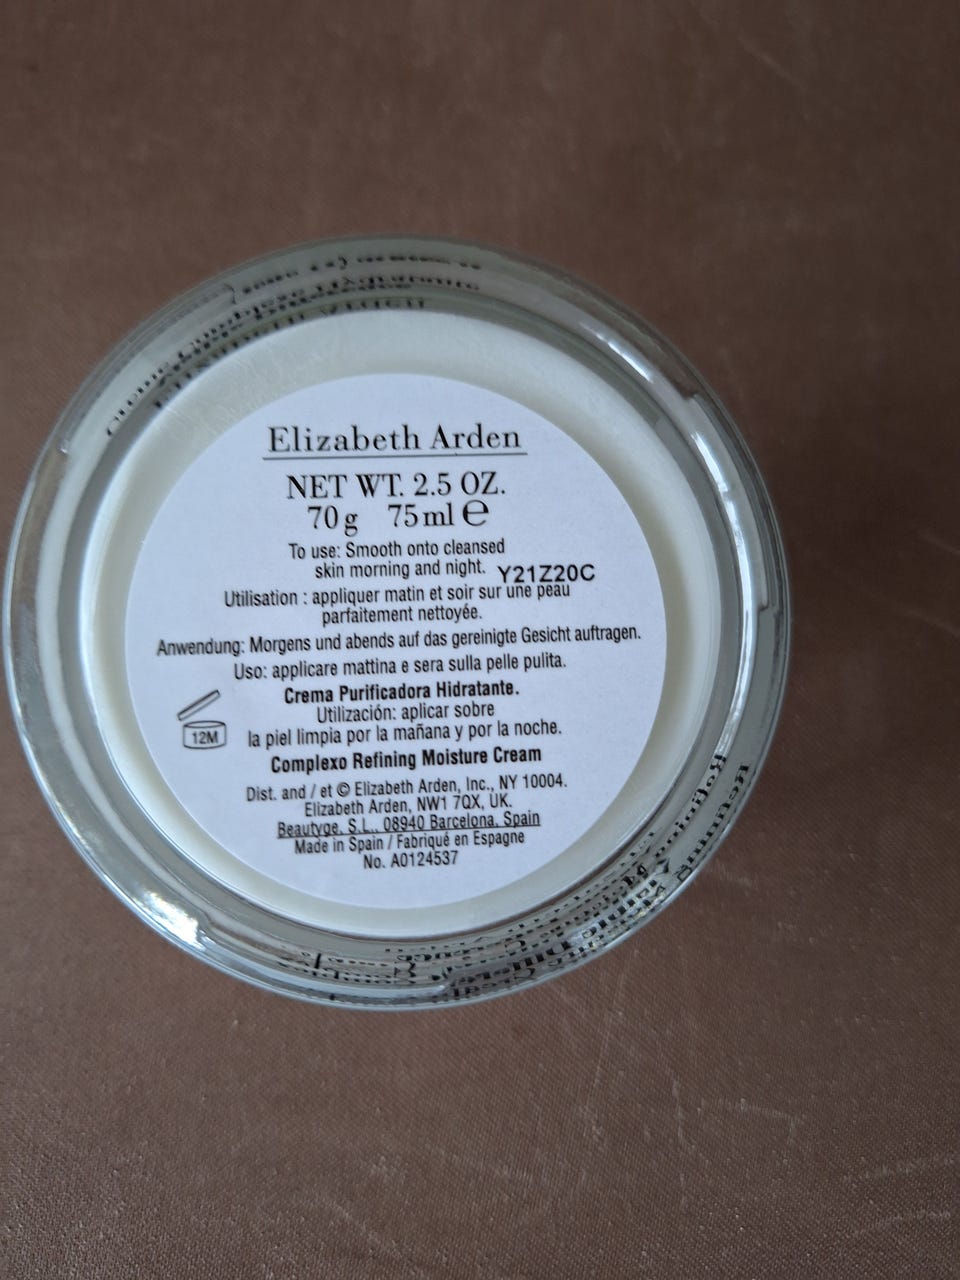 Elizabeth Arden
NET WT. 2.5 OZ.
70 g 75 ml ℮
To use: Smooth onto cleansed
skin morning and night.
Y21Z20C
Utilisation : appliquer matin et soir sur une peau
parfaitement nettoyée.
Anwendung: Morgens und abends auf das gereinigte Gesicht auftragen.
Uso: applicare mattina e sera sulla pelle pulita.
Crema Purificadora Hidratante.
Utilización: aplicar sobre
12M
la piel limpia por la mañana y por la noche.
Complexo Refining Moisture Cream
Dist. and / et © Elizabeth Arden, Inc., NY 10004.
Elizabeth Arden, NW1 7QX, UK.
Beautyge, S.L., 08940 Barcelona, Spain
Made in Spain / Fabriqué en Espagne
No. A0124537